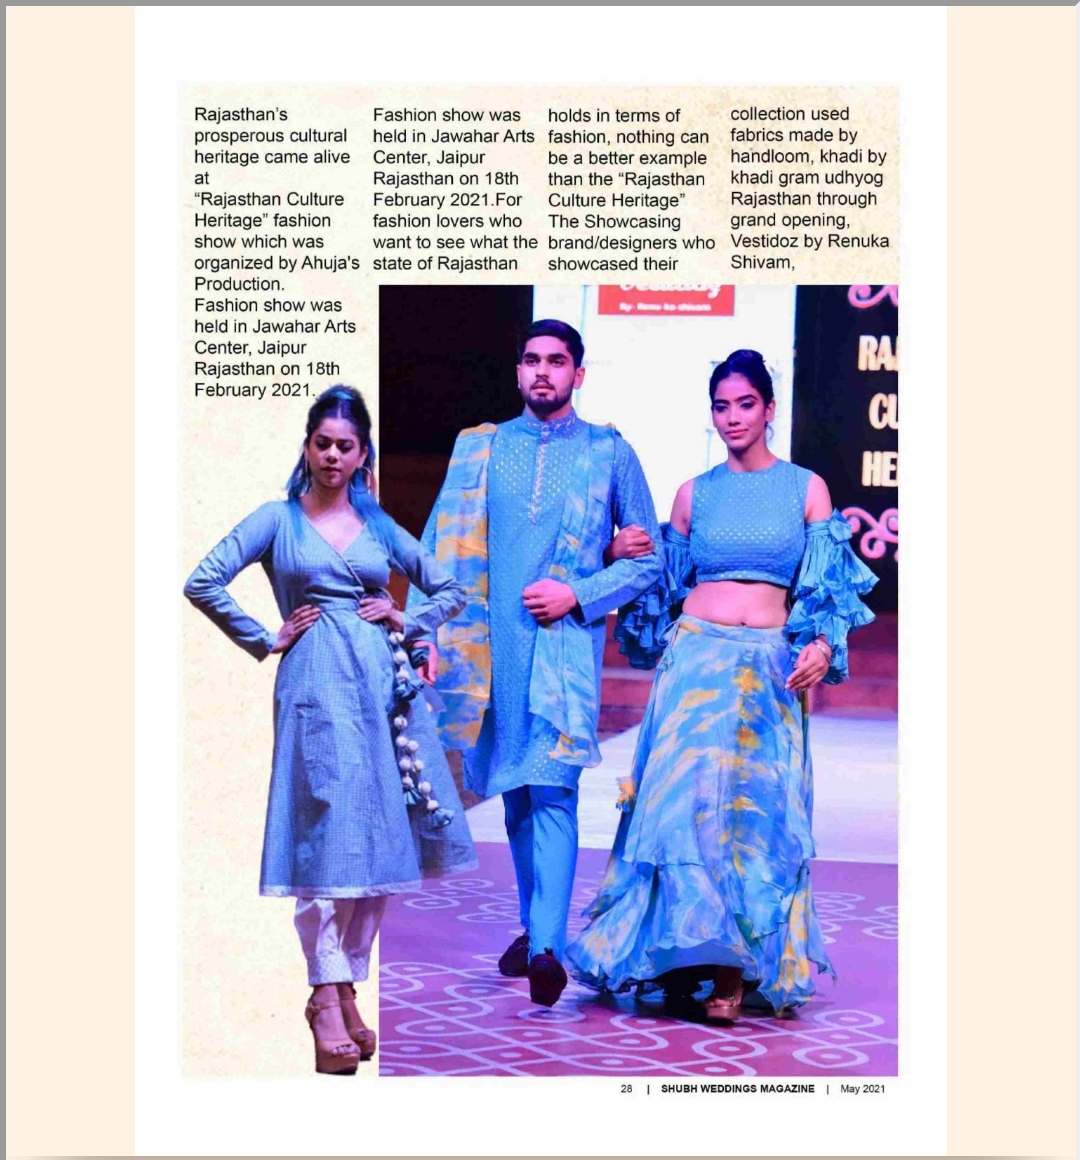 Rajasthan's
prosperous cultural
heritage came alive
at
“Rajasthan Culture
Heritage” fashion
show which was
organized by Ahuja's
Production.
Fashion show was
held in Jawahar Arts
Center, Jaipur
Rajasthan on 18th
February 2021.
Fashion show was
held in Jawahar Arts
Center, Jaipur
Rajasthan on 18th
February 2021.For
fashion lovers who
want to see what the
state of Rajasthan
holds in terms of
fashion, nothing can
be a better example
than the “Rajasthan
Culture Heritage”
The Showcasing
brand/designers who
showcased their
collection used
fabrics made by
handloom, khadi by
khadi gram udhyog
Rajasthan through
grand opening,
Vestidoz by Renuka
Shivam,
RA
CU
HE
28 | SHUBH WEDDINGS MAGAZINE | May 2021